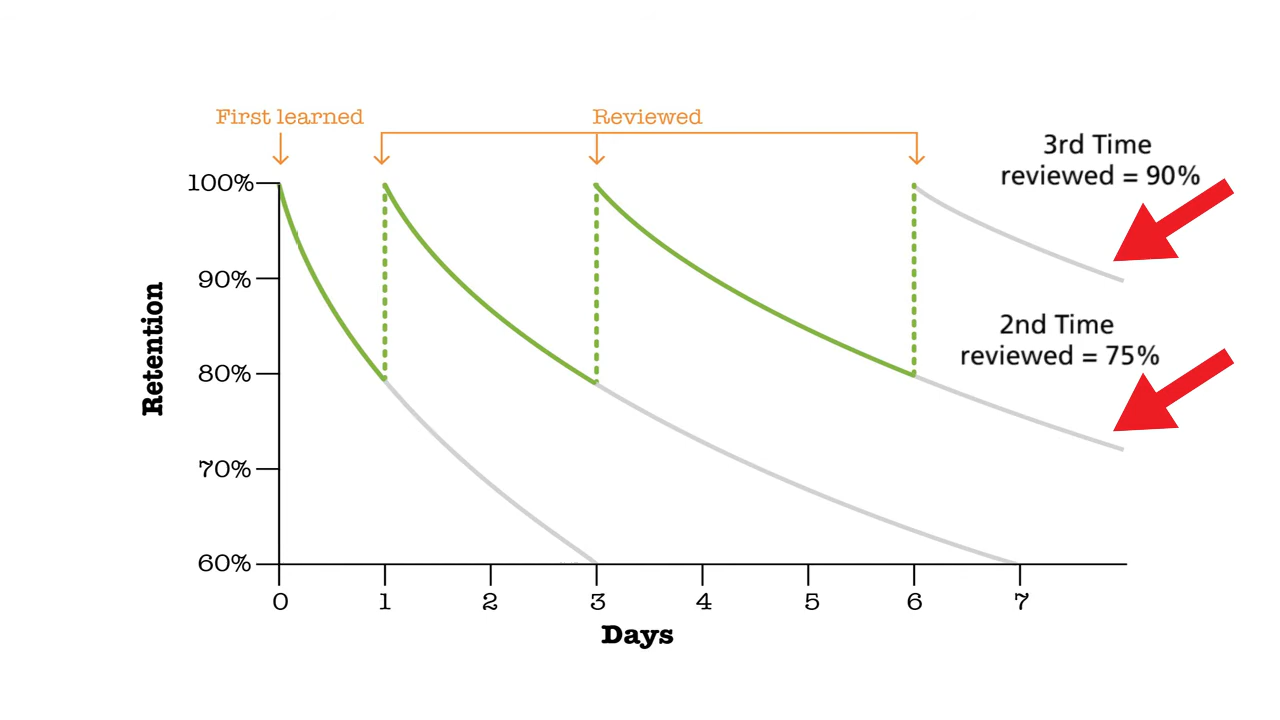 First learned
Reviewed
3rd Time
reviewed = 90%
100%
90%
2nd Time
reviewed = 75%
80%
70%
60%
Retention
0 1 2 3 4 5 6 7
Days